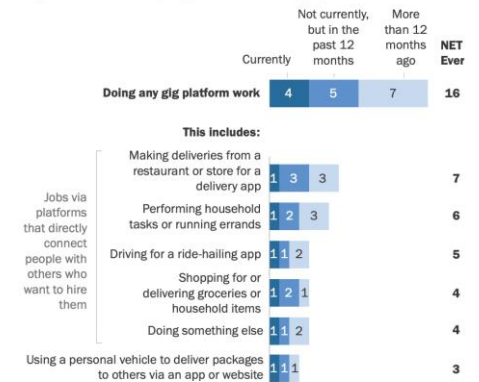 Not currently, but in the past 12 months
More than 12 months ago
NET Ever
Currently
Doing any gig platform work 4 5 7 16
This includes:
Jobs via platforms that directly connect people with others who want to hire them
Making deliveries from a restaurant or store for a delivery app 1 3 3 7
Performing household tasks or running errands 1 2 3 6
Driving for a ride-hailing app 1 1 2 5
Shopping for or delivering groceries or household items 1 2 1 4
Doing something else 1 1 2 4
Using a personal vehicle to deliver packages to others via an app or website 1 1 1 3